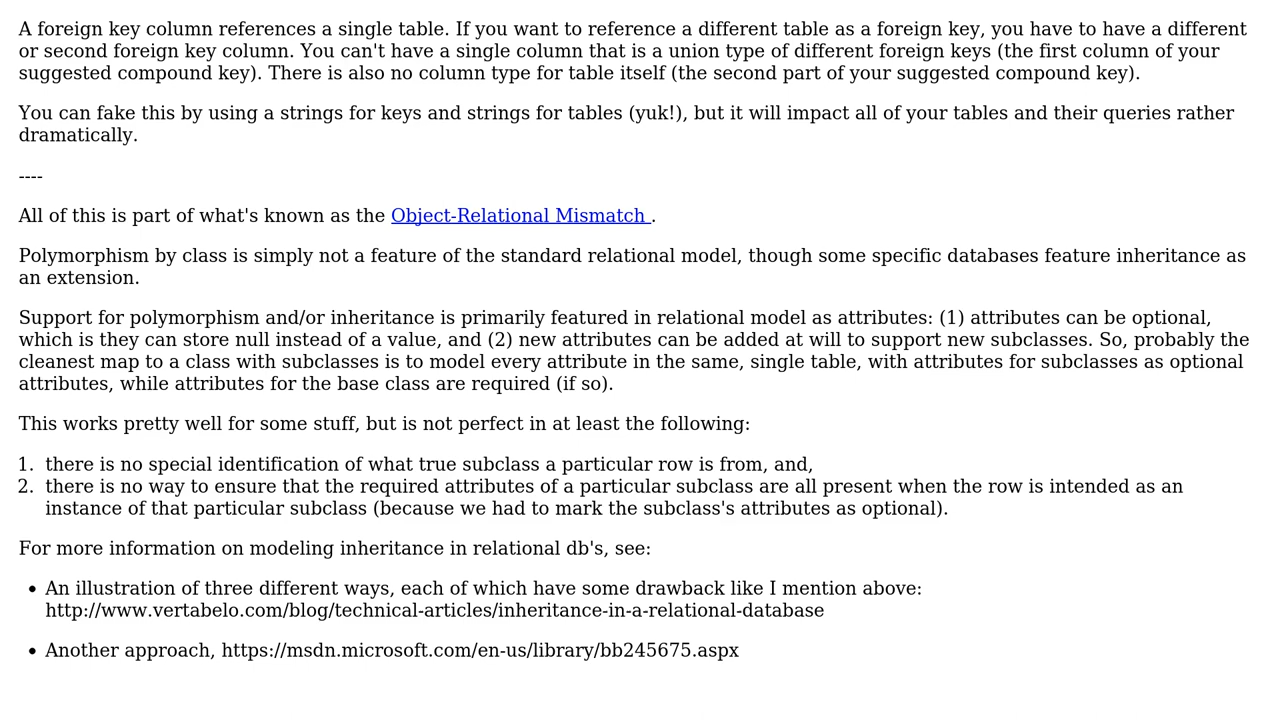 A foreign key column references a single table. If you want to reference a different table as a foreign key, you have to have a different
or second foreign key column. You can't have a single column that is a union type of different foreign keys (the first column of your
suggested compound key). There is also no column type for table itself (the second part of your suggested compound key).
You can fake this by using a strings for keys and strings for tables (yuk!), but it will impact all of your tables and their queries rather
dramatically.
----
All of this is part of what's known as the Object-Relational Mismatch .
Polymorphism by class is simply not a feature of the standard relational model, though some specific databases feature inheritance as
an extension.
Support for polymorphism and/or inheritance is primarily featured in relational model as attributes: (1) attributes can be optional,
which is they can store null instead of a value, and (2) new attributes can be added at will to support new subclasses. So, probably the
cleanest map to a class with subclasses is to model every attribute in the same, single table, with attributes for subclasses as optional
attributes, while attributes for the base class are required (if so).
This works pretty well for some stuff, but is not perfect in at least the following:
1. there is no special identification of what true subclass a particular row is from, and,
2. there is no way to ensure that the required attributes of a particular subclass are all present when the row is intended as an
instance of that particular subclass (because we had to mark the subclass's attributes as optional).
For more information on modeling inheritance in relational db's, see:
• An illustration of three different ways, each of which have some drawback like I mention above:
http://www.vertabelo.com/blog/technical-articles/inheritance-in-a-relational-database
• Another approach, https://msdn.microsoft.com/en-us/library/bb245675.aspx